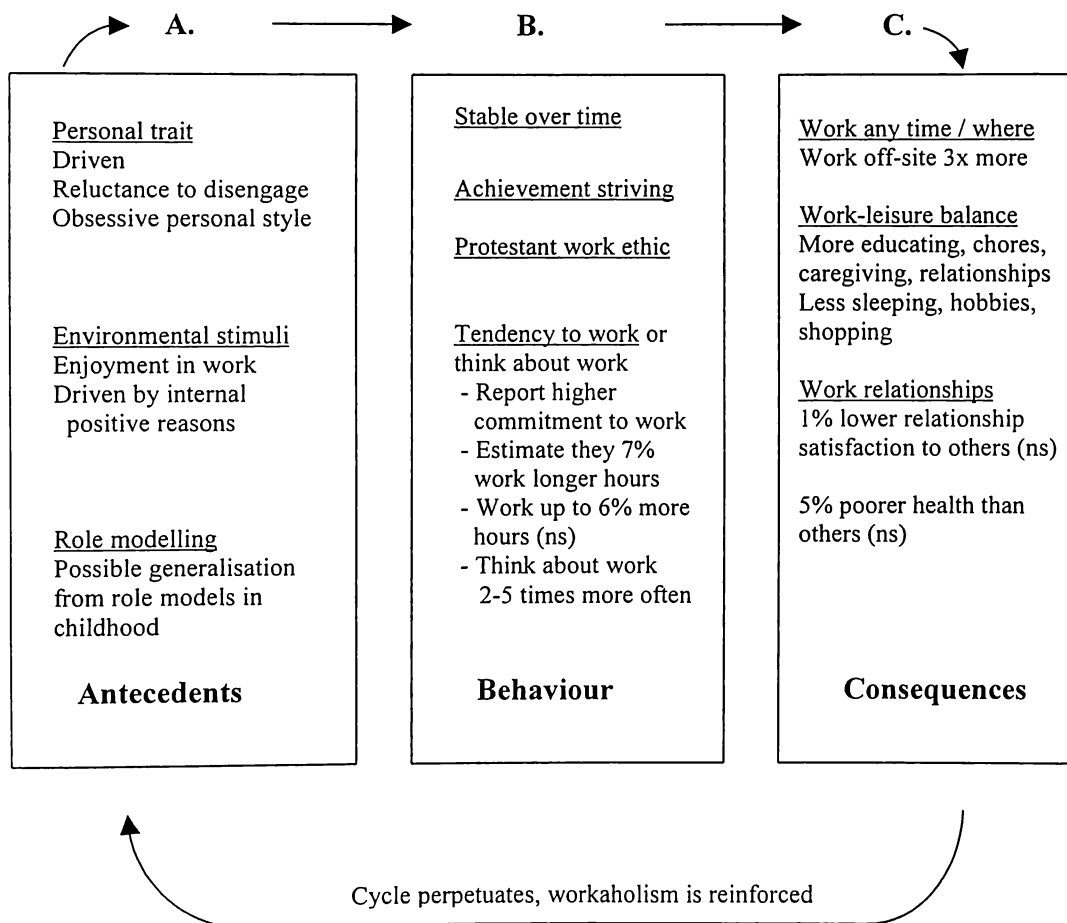 A.
B.
C.
Personal trait
Driven
Reluctance to disengage
Obsessive personal style
Environmental stimuli
Enjoyment in work
Driven by internal
positive reasons
Role modelling
Possible generalisation
from role models in
childhood
Antecedents
Stable over time
Achievement striving
Protestant work ethic
Tendency to work or
think about work
- Report higher
commitment to work
- Estimate they 7%
work longer hours
- Work up to 6% more
hours (ns)
- Think about work
2-5 times more often
Behaviour
Work any time / where
Work off-site 3x more
Work-leisure balance
More educating, chores,
caregiving, relationships
Less sleeping, hobbies,
shopping
Work relationships
1% lower relationship
satisfaction to others (ns)
5% poorer health than
others (ns)
Consequences
Cycle perpetuates, workaholism is reinforced